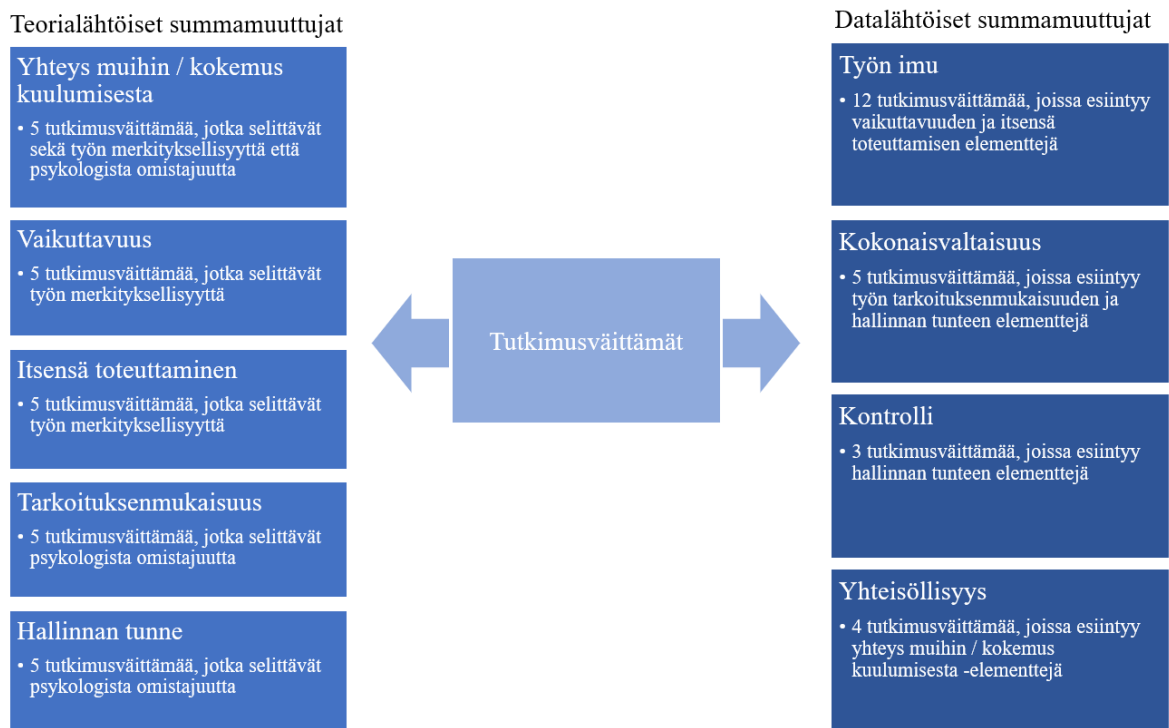 Teorialähtöiset summamuuttujat
Yhteys muihin / kokemus
kuulumisesta
• 5 tutkimusväittämää, jotka selittävät
sekä työn merkityksellisyyttä että
psykologista omistajuutta
Vaikuttavuus
• 5 tutkimusväittämää, jotka selittävät
työn merkityksellisyyttä
Itsensä toteuttaminen
• 5 tutkimusväittämää, jotka selittävät
työn merkityksellisyyttä
Tarkoituksenmukaisuus
• 5 tutkimusväittämää, jotka selittävät
psykologista omistajuutta
Hallinnan tunne
• 5 tutkimusväittämää, jotka selittävät
psykologista omistajuutta
Tutkimusväittämät
Datalähtöiset summamuuttujat
Työn imu
• 12 tutkimusväittämää, joissa esiintyy
vaikuttavuuden ja itsensä
toteuttamisen elementtejä
Kokonaisvaltaisuus
• 5 tutkimusväittämää, joissa esiintyy
työn tarkoituksenmukaisuuden ja
hallinnan tunteen elementtejä
Kontrolli
• 3 tutkimusväittämää, joissa esiintyy
hallinnan tunteen elementtejä
Yhteisöllisyys
• 4 tutkimusväittämää, joissa esiintyy
yhteys muihin / kokemus
kuulumisesta -elementtejä